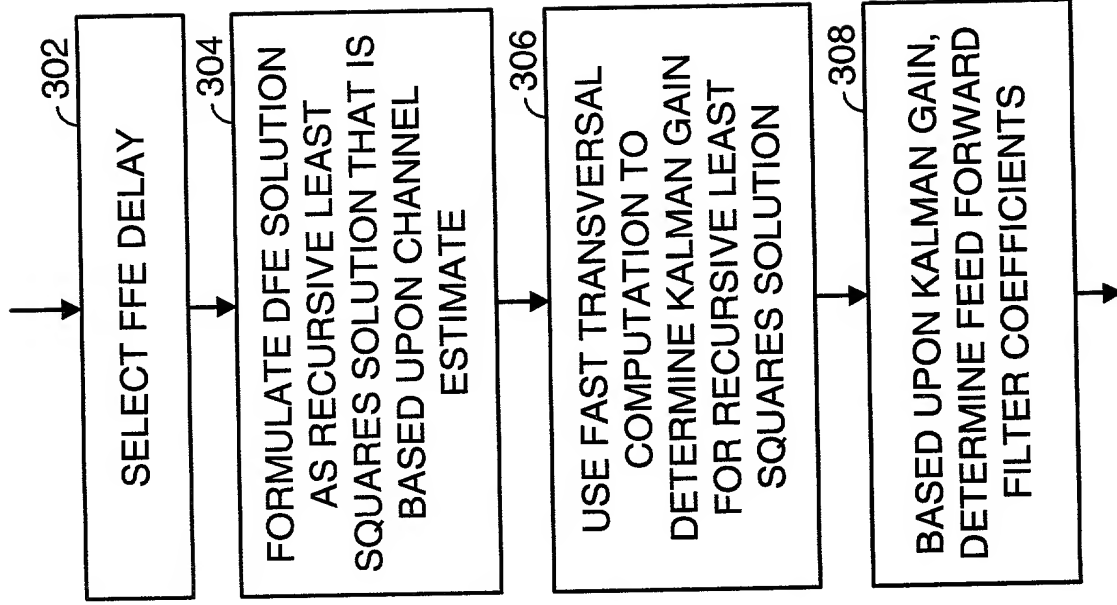 302
SELECT FFE DELAY
304
FORMULATE DFE SOLUTION
AS RECURSIVE LEAST
SQUARES SOLUTION THAT IS
BASED UPON CHANNEL
ESTIMATE
306
USE FAST TRANSVERSAL
COMPUTATION TO
DETERMINE KALMAN GAIN
FOR RECURSIVE LEAST
SQUARES SOLUTION
308
BASED UPON KALMAN GAIN,
DETERMINE FEED FORWARD
FILTER COEFFICIENTS